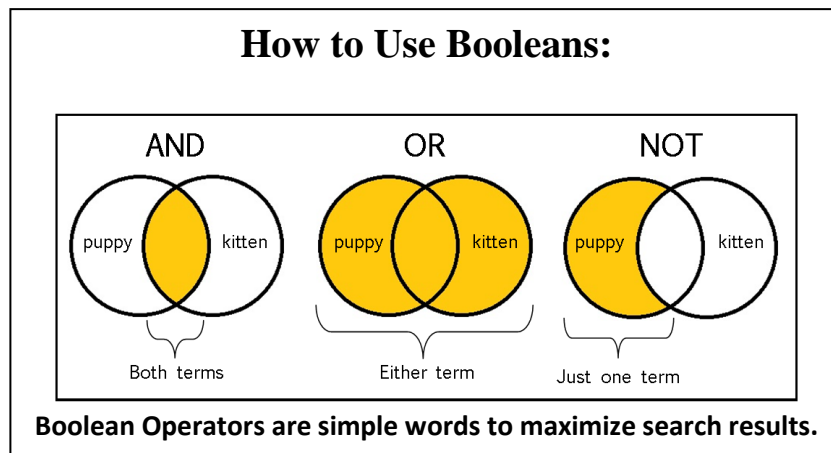 How to Use Booleans:
AND OR NOT
puppy kitten puppy kitten puppy kitten
Both terms Either term Just one term
Boolean Operators are simple words to maximize search results.